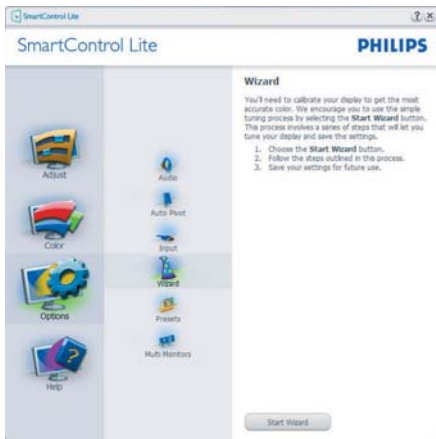 SmartControl Lite
SmartControl Lite
PHILIPS
Adjust
Color
Options
Help
Audio
Auto Pivot
Input
Wizard
Presets
Multi Monitors
Wizard
You'll need to calibrate your display to get the most
accurate color. We encourage you to use the simple
tuning process by selecting the Start Wizard button.
This process involves a series of steps that will let you
tune your display and save the settings.
1. Choose the Start Wizard button.
2. Follow the steps outlined in this process.
3. Save your settings for future use.
Start Wizard